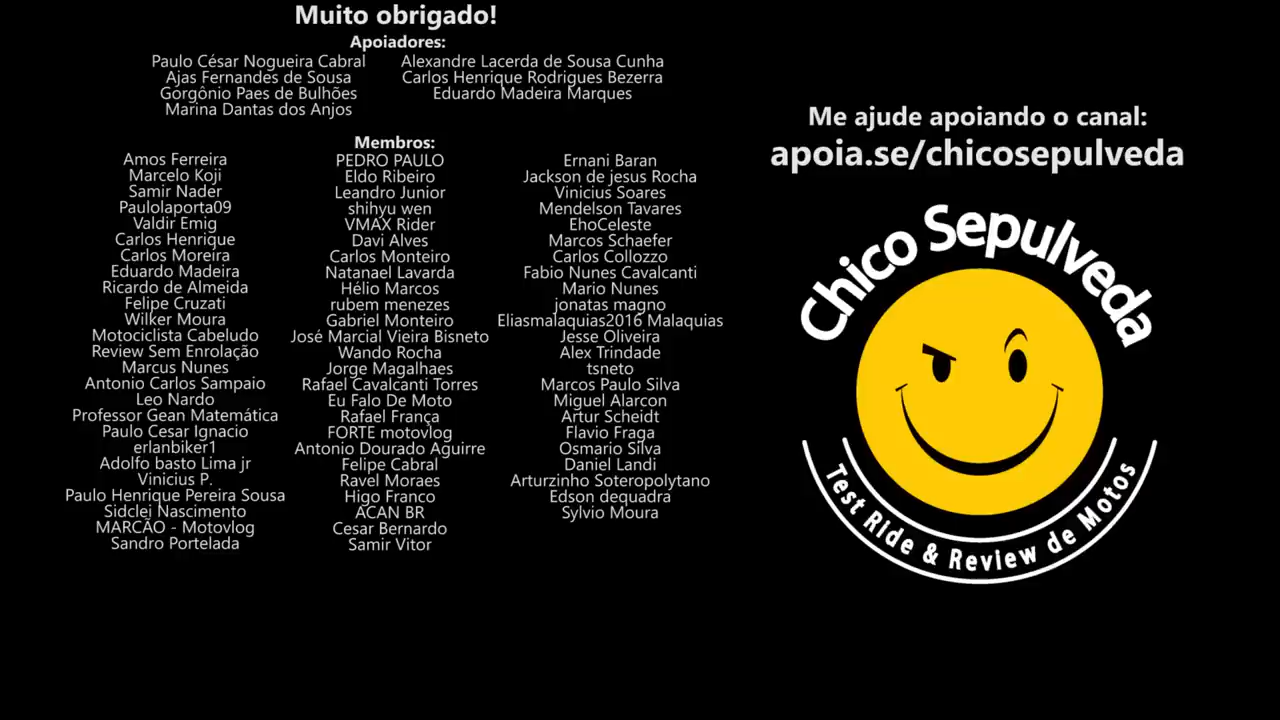 Muito obrigado!
Apoiadores:
Paulo César Nogueira Cabral
Ajas Fernandes de Sousa
Gorgônio Paes de Bulhões
Marina Dantas dos Anjos
Alexandre Lacerda de Sousa Cunha
Carlos Henrique Rodrigues Bezerra
Eduardo Madeira Marques
Membros:
Amos Ferreira
Marcelo Koji
Samir Nader
Paulolaporta09
Valdir Emig
Carlos Henrique
Carlos Moreira
Eduardo Madeira
Ricardo de Almeida
Felipe Cruzati
Wilker Moura
Motociclista Cabeludo
Review Sem Enrolação
Marcus Nunes
Antonio Carlos Sampaio
Leo Nardo
Professor Gean Matemática
Paulo Cesar Ignacio
erlanbiker1
Adolfo basto Lima jr
Vinicius P.
Paulo Henrique Pereira Sousa
Sidclei Nascimento
MARCÃO - Motovlog
Sandro Portelada
PEDRO PAULO
Eldo Ribeiro
Leandro Junior
shihyu wen
VMAX Rider
Davi Alves
Carlos Monteiro
Natanael Lavarda
Hélio Marcos
rubem menezes
Gabriel Monteiro
José Marcial Vieira Bisneto
Wando Rocha
Jorge Magalhaes
Rafael Cavalcanti Torres
Eu Falo De Moto
Rafael França
FORTE motovlog
Antonio Dourado Aguirre
Felipe Cabral
Ravel Moraes
Higo Franco
ACAN BR
Cesar Bernardo
Samir Vitor
Ernani Baran
Jackson de jesus Rocha
Vinicius Soares
Mendelson Tavares
EhoCeleste
Marcos Schaefer
Carlos Collozzo
Fabio Nunes Cavalcanti
Mario Nunes
jonatas magno
Eliasmalaquias2016 Malaquias
Jesse Oliveira
Alex Trindade
tsneto
Marcos Paulo Silva
Miguel Alarcon
Artur Scheidt
Flavio Fraga
Osmario Silva
Daniel Landi
Arturzinho Soteropolytano
Edson dequadra
Sylvio Moura
Me ajude apoiando o canal:
apoia.se/chicosepulveda
Chico Sepulveda
Test Ride & Review de Motos